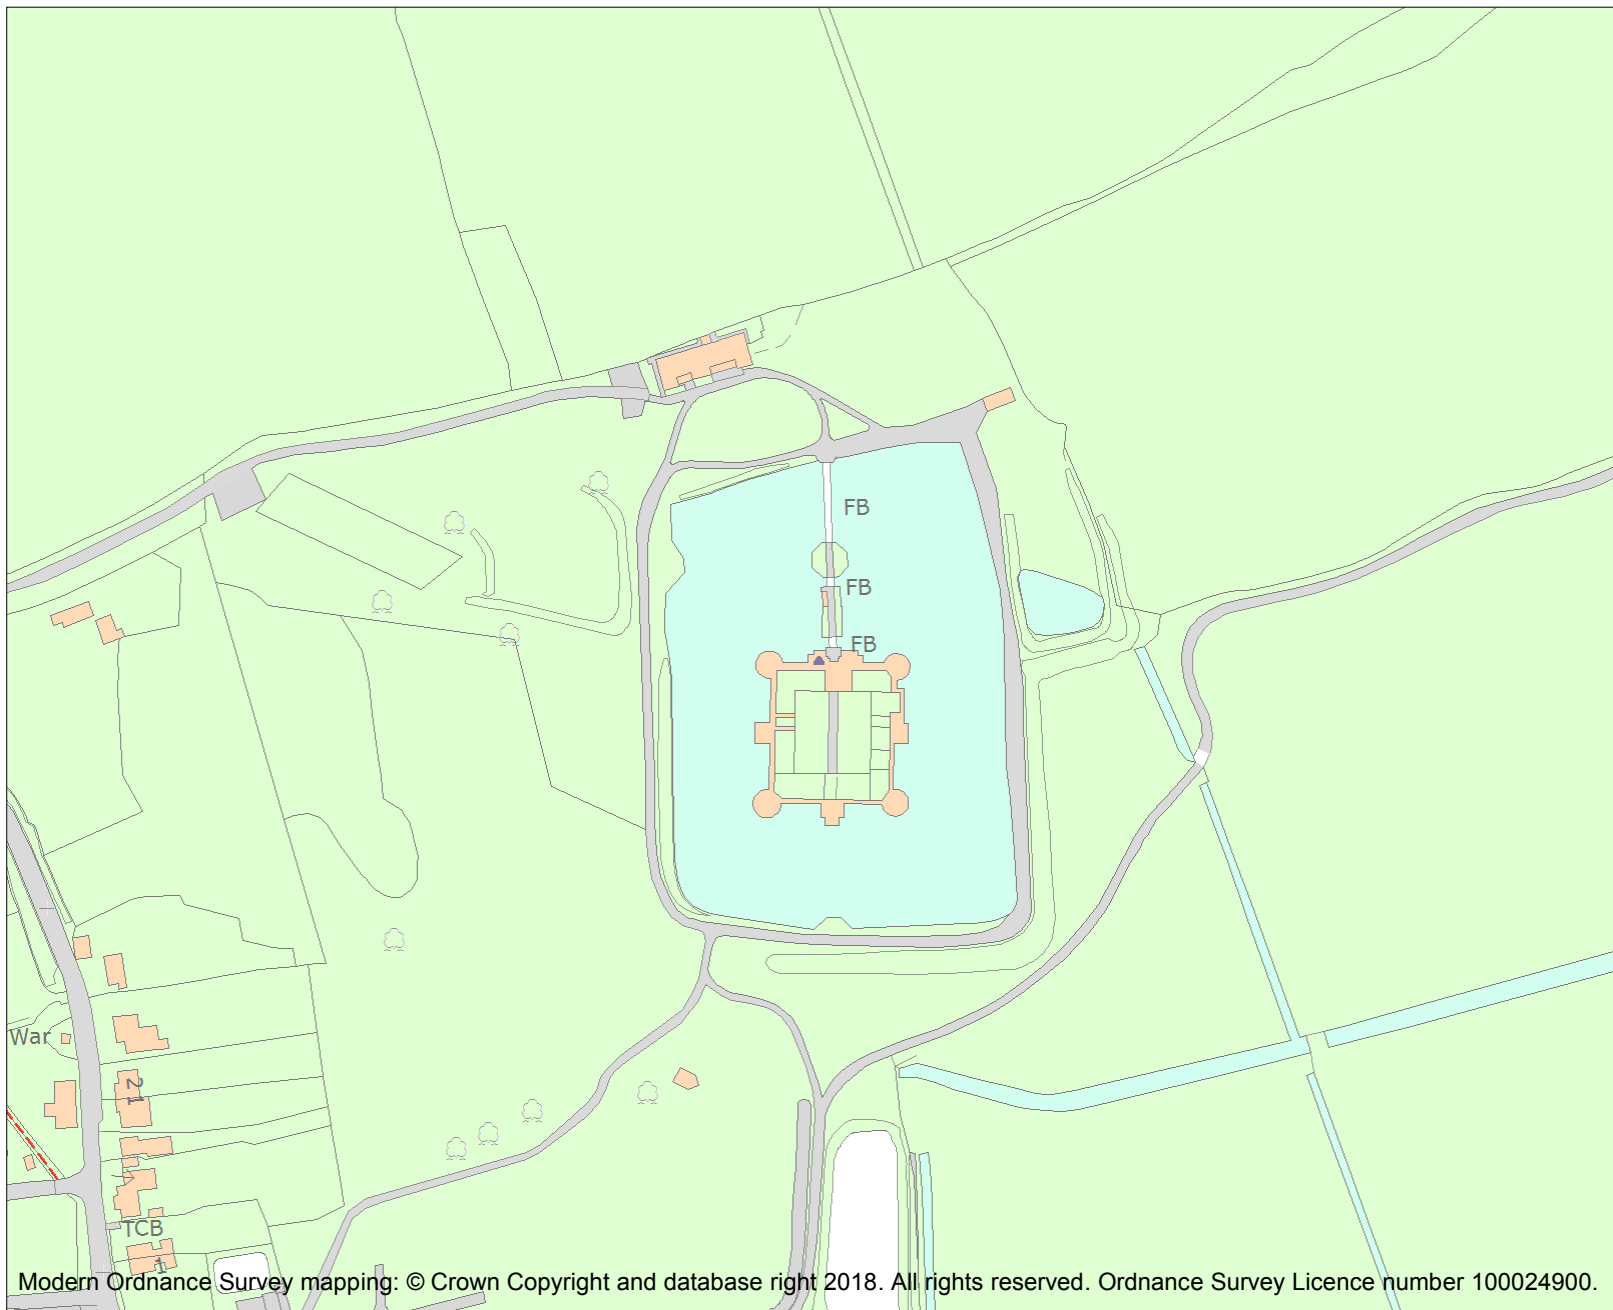 FB
FB
FB
War
21
TCB
1
Modern Ordnance Survey mapping: © Crown Copyright and database right 2018. All rights reserved. Ordnance Survey Licence number 100024900.